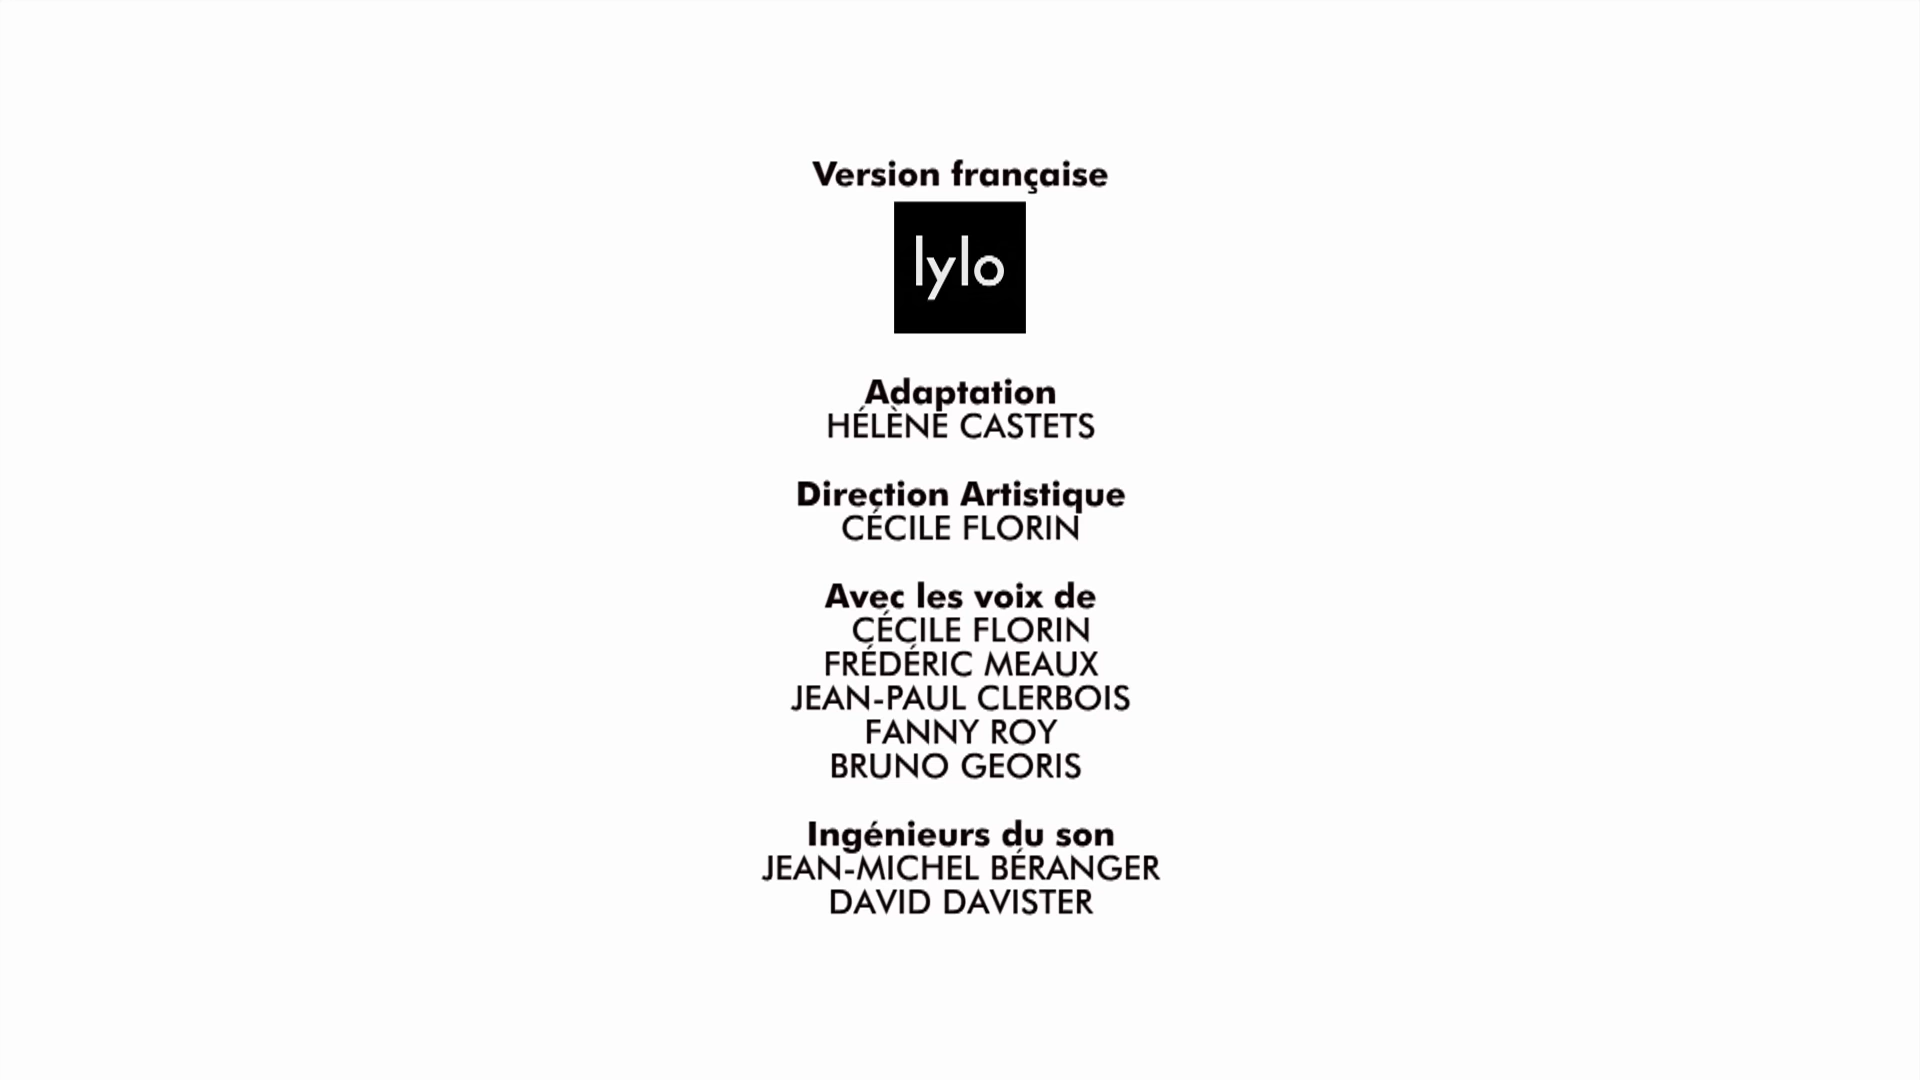 Version française
lylo
Adaptation
HÉLÈNE CASTETS
Direction Artistique
CÉCILE FLORIN
Avec les voix de
CÉCILE FLORIN
FRÉDÉRIC MEAUX
JEAN-PAUL CLERBOIS
FANNY ROY
BRUNO GEORIS
Ingénieurs du son
JEAN-MICHEL BÉRANGER
DAVID DAVISTER